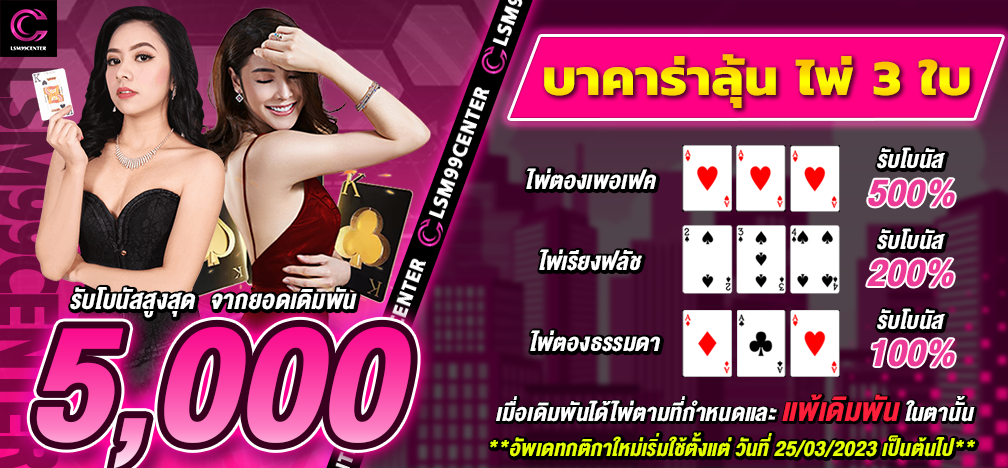 LSM99CENTER
LSM99CENTER
LSM99CENTER
LSM99CENTER
รับโบนัสสูงสุด จากยอดเดิมพัน
5,000
บาคาร่าลุ้น ไพ่ 3 ใบ
ไพ่ตองเพอเฟค
A A A
รับโบนัส
500%
ไพ่เรียงฟลัช
2 3 4
รับโบนัส
200%
ไพ่ตองธรรมดา
A A A
รับโบนัส
100%
เมื่อเดิมพันได้ไพ่ตามที่กำหนดและ แพ้เดิมพัน ในตานั้น
**อัพเดทกติกาใหม่เริ่มใช้ตั้งแต่ วันที่ 25/03/2023 เป็นต้นไป**